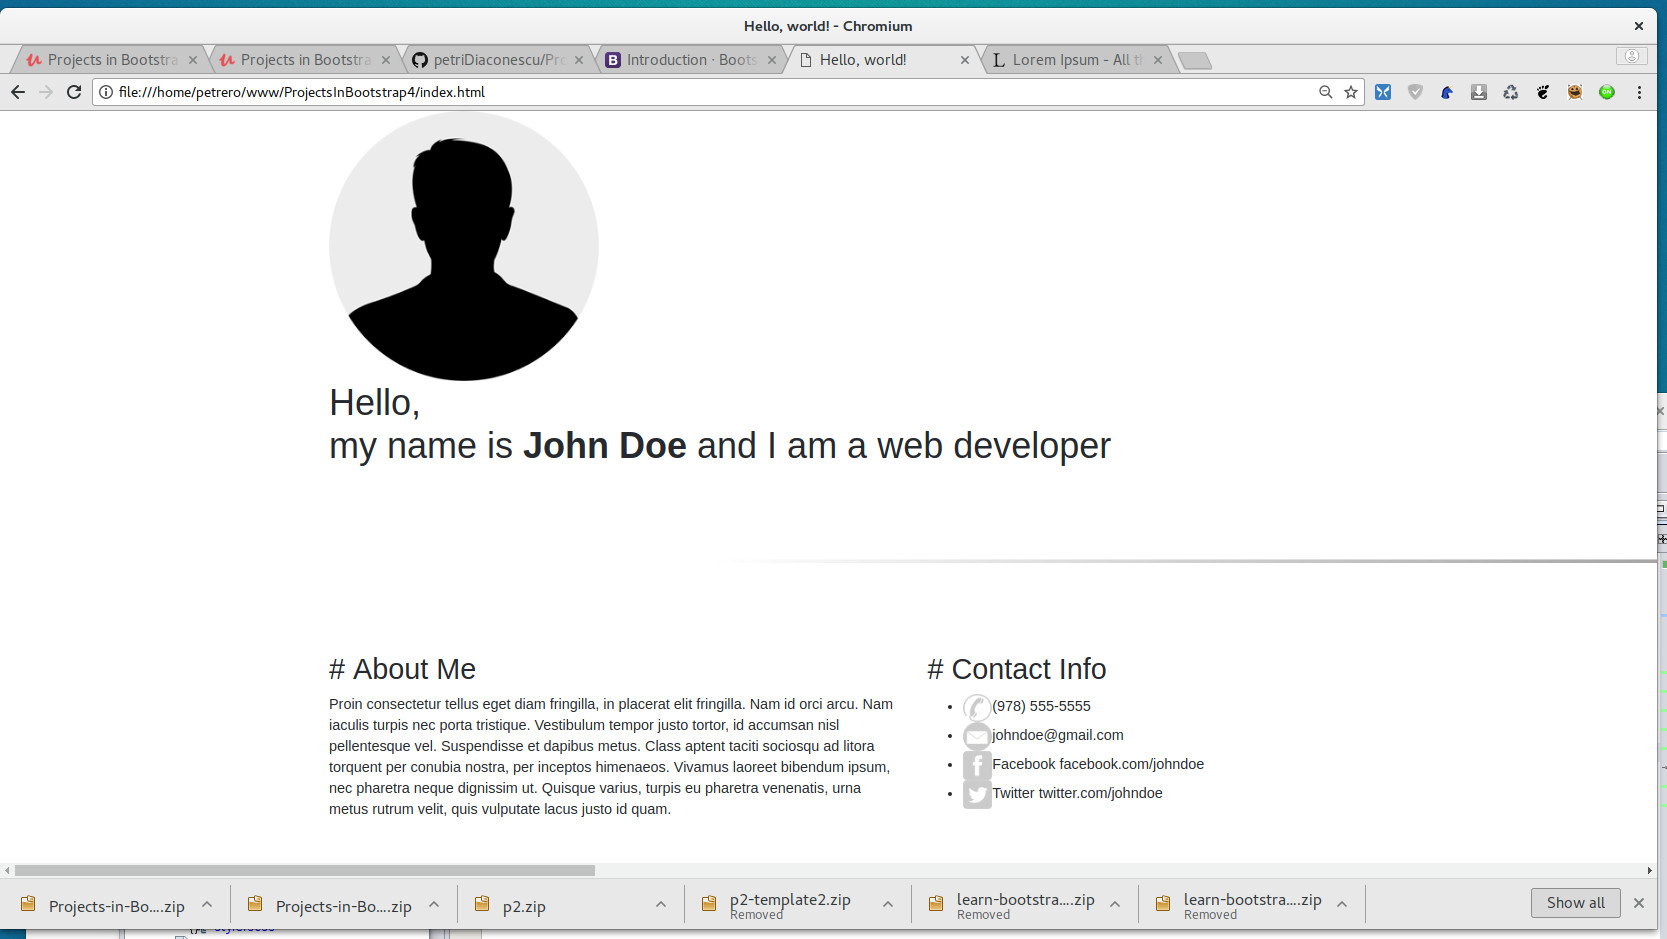 Hello, world! - Chromium
Projects in Bootstra
Projects in Bootstra
petriDiaconescu/Pro
B Introduction · Boots
Hello, world!
L Lorem Ipsum - All th
file:///home/petrero/www/ProjectsInBootstrap4/index.html
Hello,
my name is John Doe and I am a web developer
# About Me
Proin consectetur tellus eget diam fringilla, in placerat elit fringilla. Nam id orci arcu. Nam
iaculis turpis nec porta tristique. Vestibulum tempor justo tortor, id accumsan nisl
pellentesque vel. Suspendisse et dapibus metus. Class aptent taciti sociosqu ad litora
torquent per conubia nostra, per inceptos himenaeos. Vivamus laoreet bibendum ipsum,
nec pharetra neque dignissim ut. Quisque varius, turpis eu pharetra venenatis, urna
metus rutrum velit, quis vulputate lacus justo id quam.
# Contact Info
(978) 555-5555
johndoe@gmail.com
Facebook facebook.com/johndoe
Twitter twitter.com/johndoe
Projects-in-Bo....zip
Projects-in-Bo....zip
p2.zip
p2-template2.zip
Removed
learn-bootstra....zip
Removed
learn-bootstra....zip
Removed
Show all